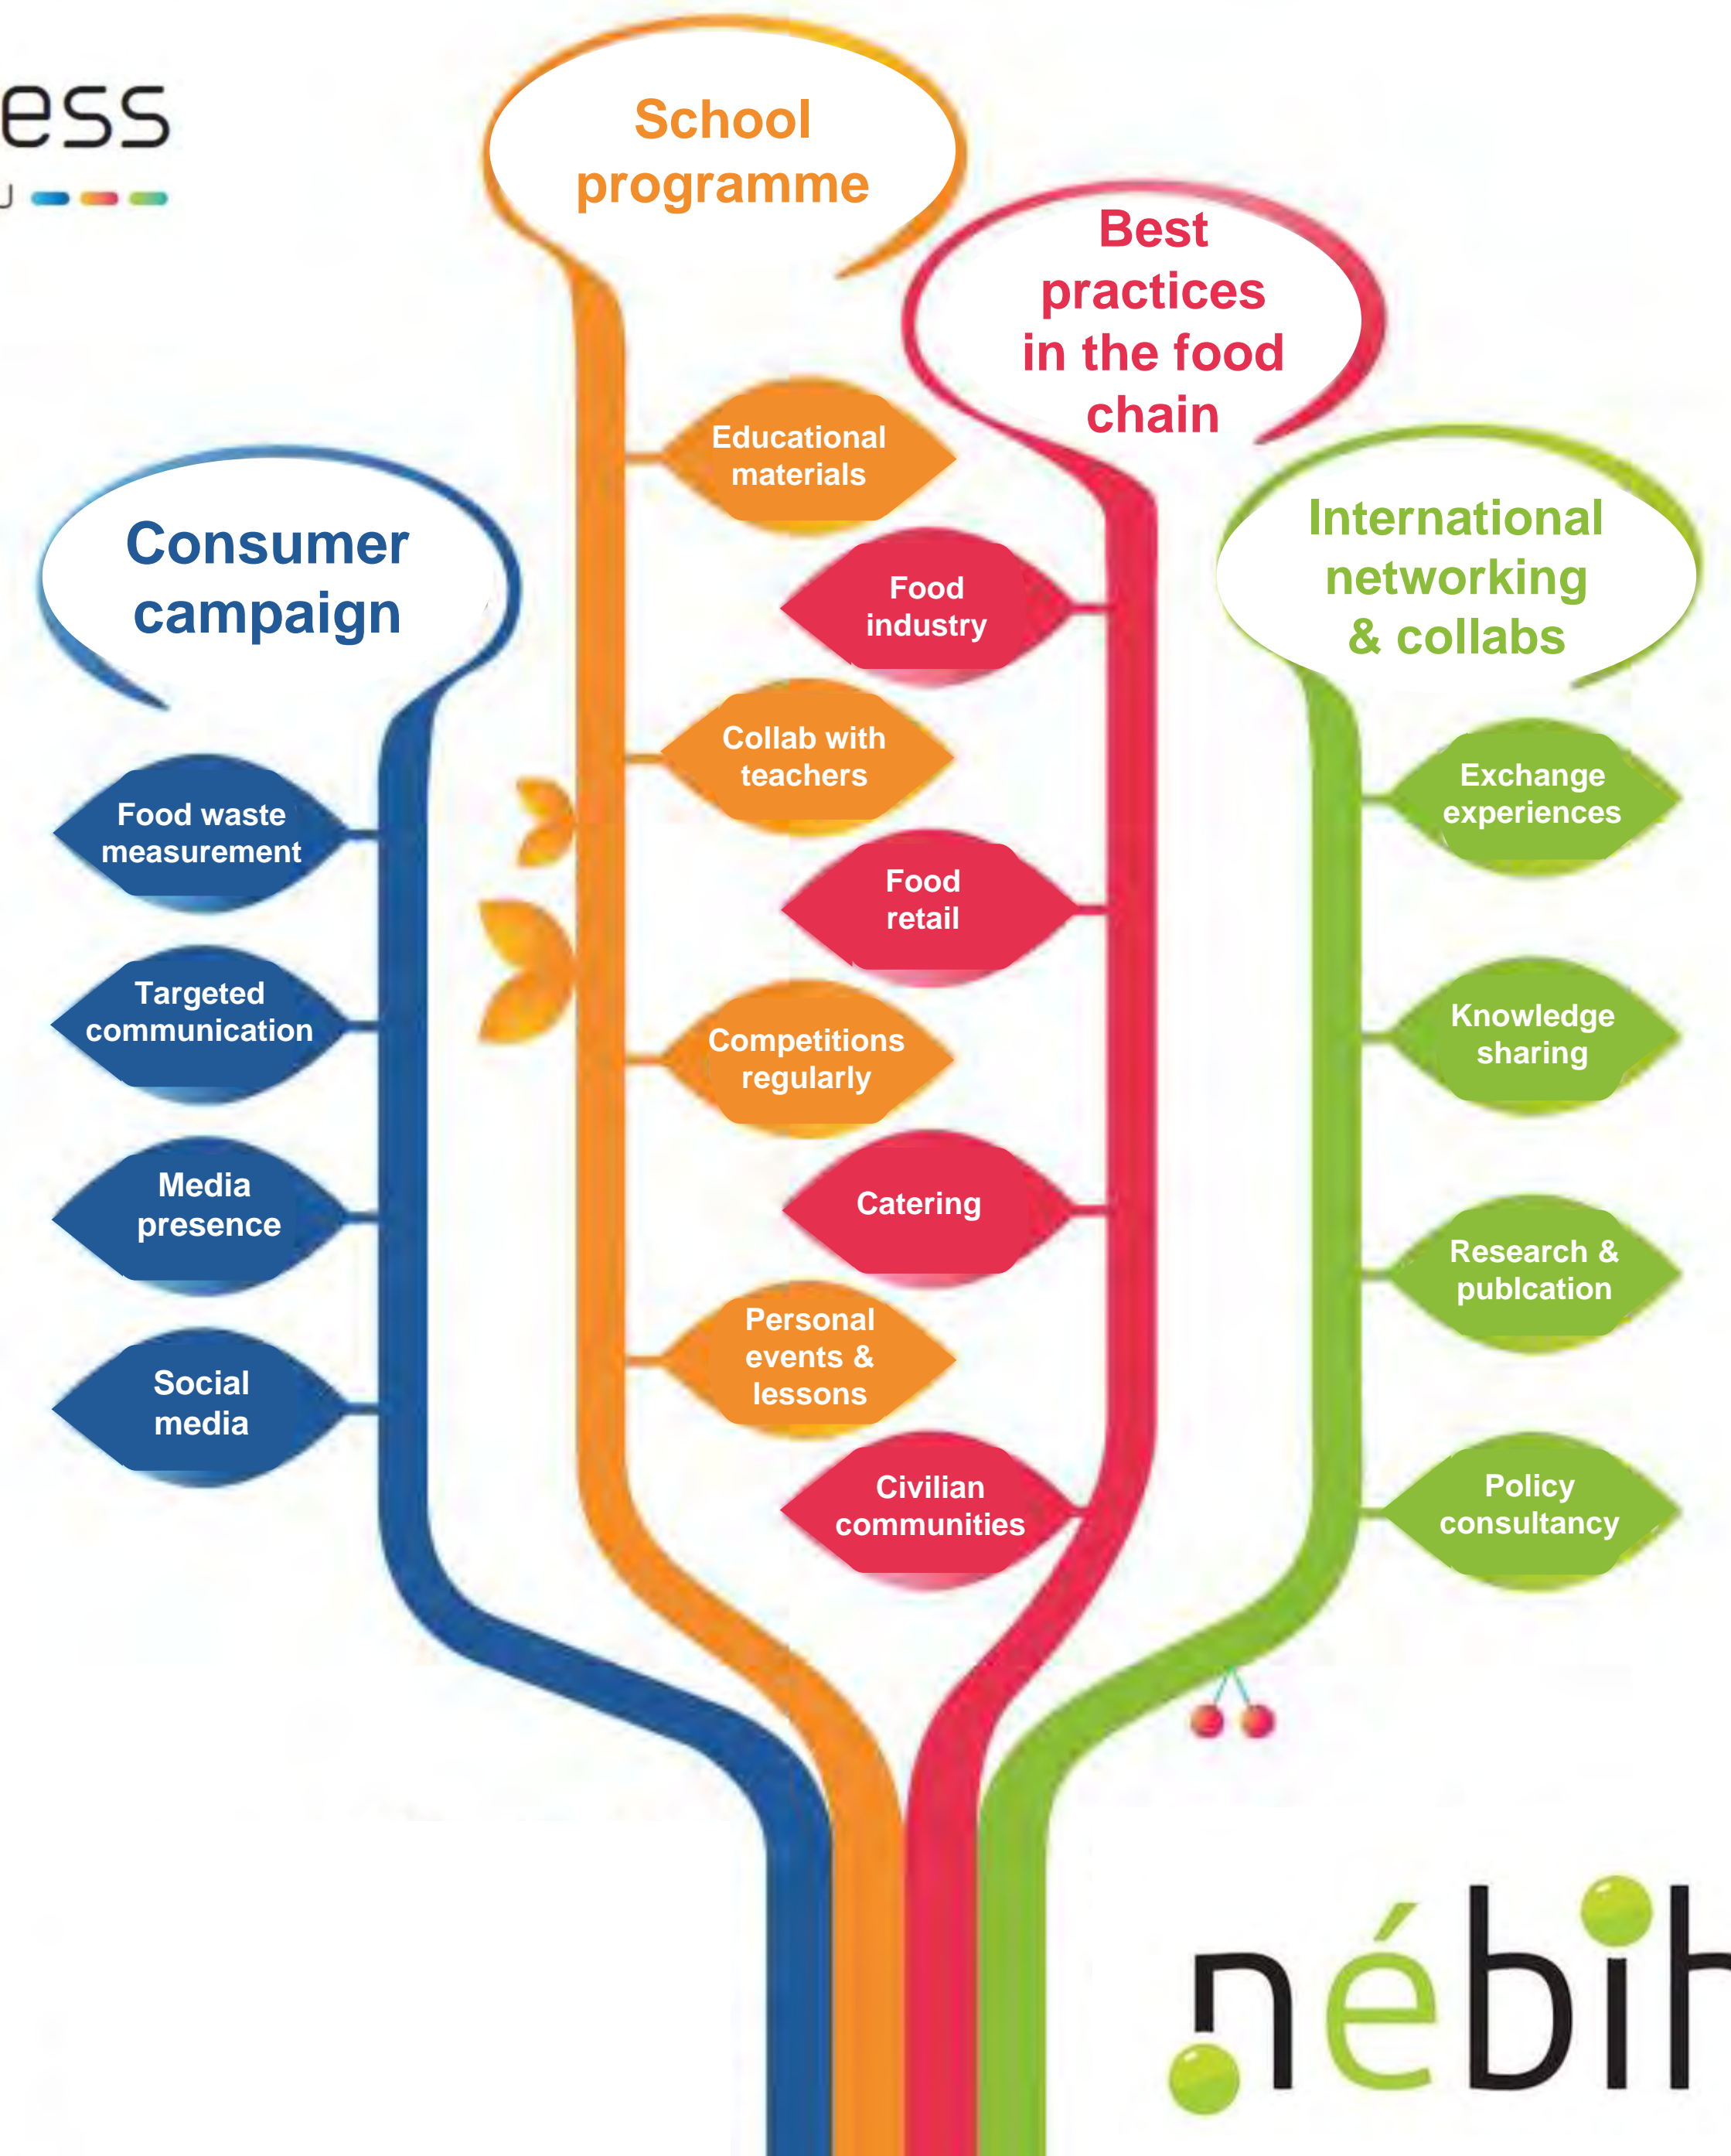 ess
School
programme
Best
practices
in the food
chain
Consumer
campaign
International
networking
& collabs
Food waste
measurement
Targeted
communication
Media
presence
Social
media
Educational
materials
Collab with
teachers
Competitions
regularly
Personal
events &
lessons
Food
industry
Food
retail
Catering
Civilian
communities
Exchange
experiences
Knowledge
sharing
Research &
publcation
Policy
consultancy
nébih